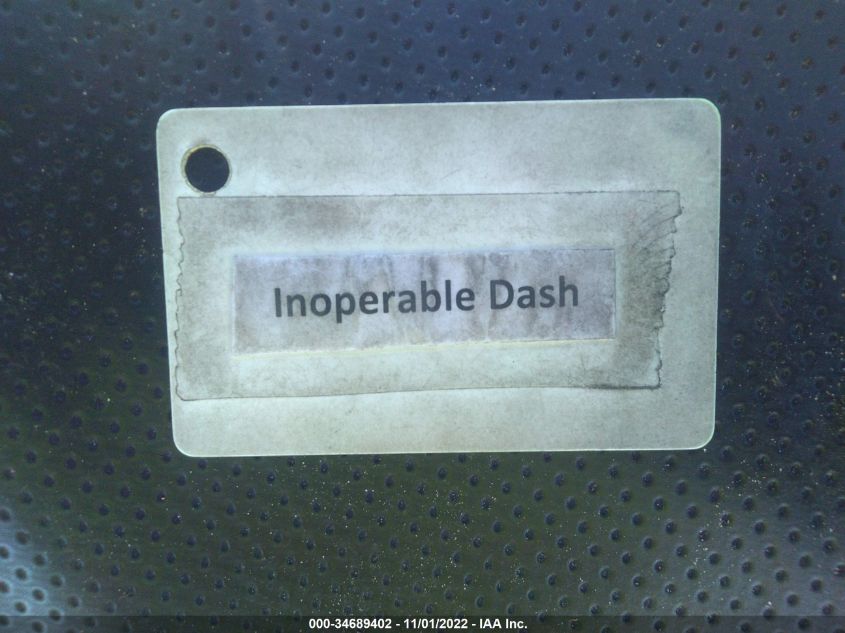 Inoperable Dash
000-34689402 - 11/01/2022 - IAA Inc.